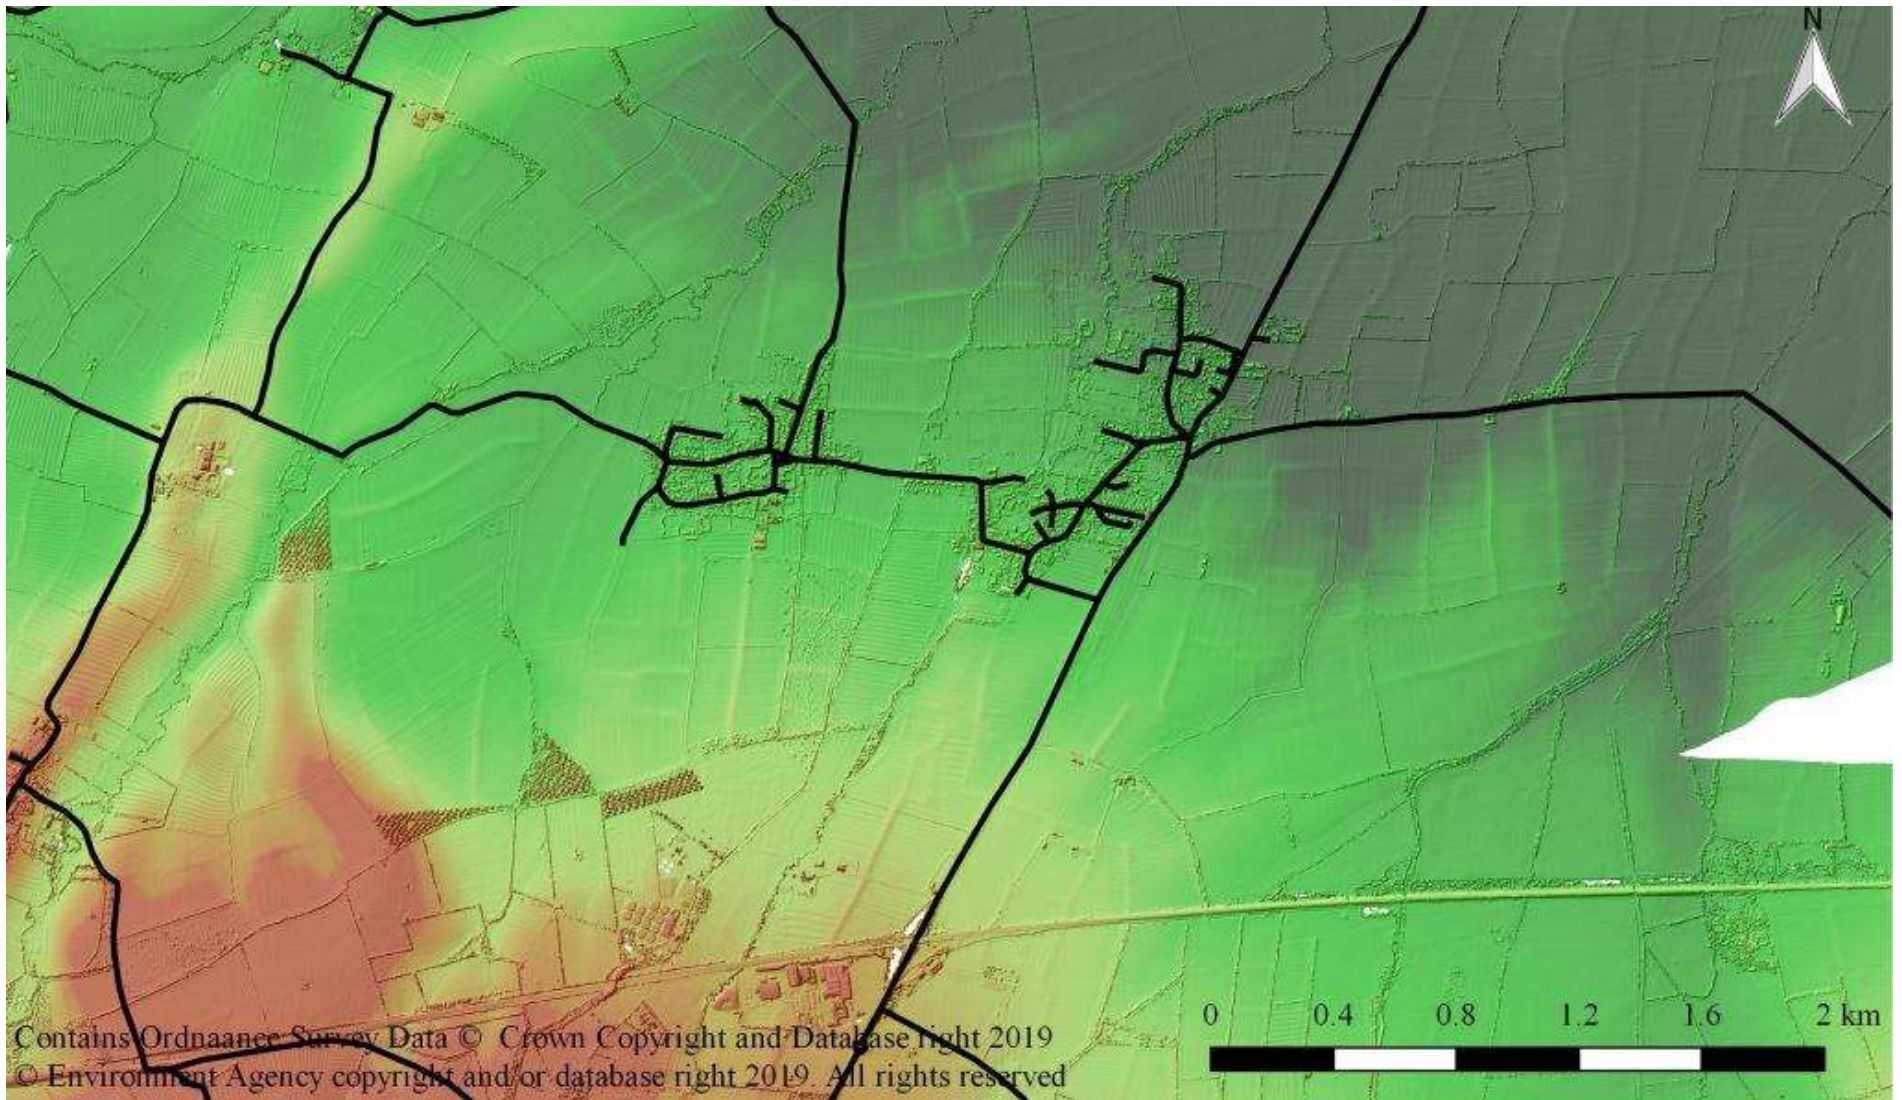 N
0 0.4 0.8 1.2 1.6 2 km
Contains Ordnaance Survey Data © Crown Copyright and Database right 2019
© Environment Agency copyright and/or database right 2019. All rights reserved